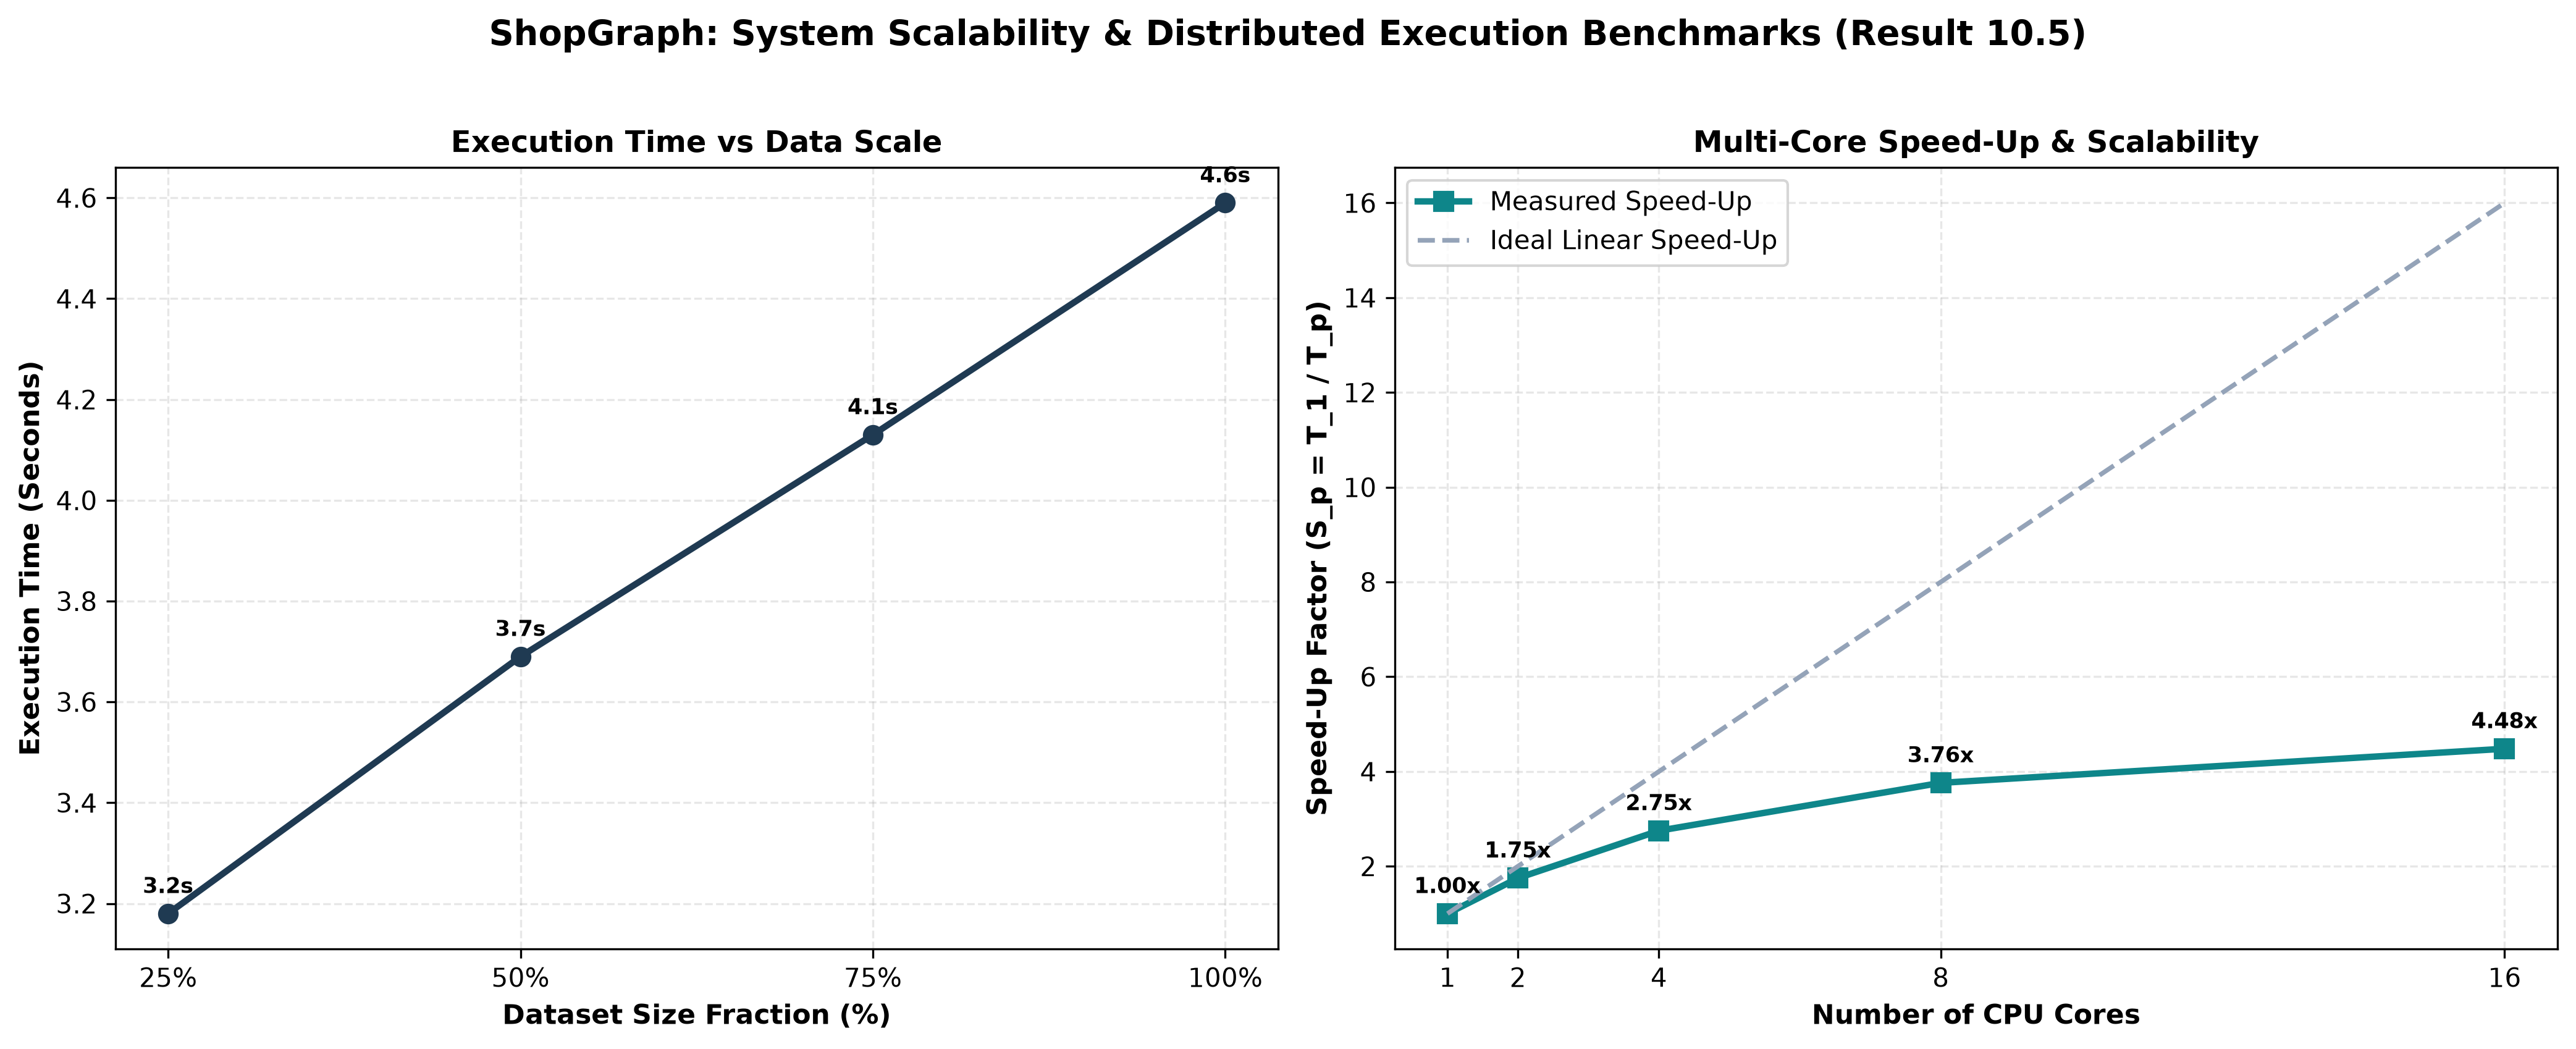 ShopGraph: System Scalability & Distributed Execution Benchmarks (Result 10.5)
Execution Time vs Data Scale
Execution Time (Seconds)
4.6
4.4
4.2
4.0
3.8
3.6
3.4
3.2
3.2s
3.7s
4.1s
4.6s
25%
50%
75%
100%
Dataset Size Fraction (%)
Multi-Core Speed-Up & Scalability
Measured Speed-Up
Ideal Linear Speed-Up
Speed-Up Factor (S_p = T_1 / T_p)
16
14
12
10
8
6
4
2
1.00x
1.75x
2.75x
3.76x
4.48x
1
2
4
8
16
Number of CPU Cores